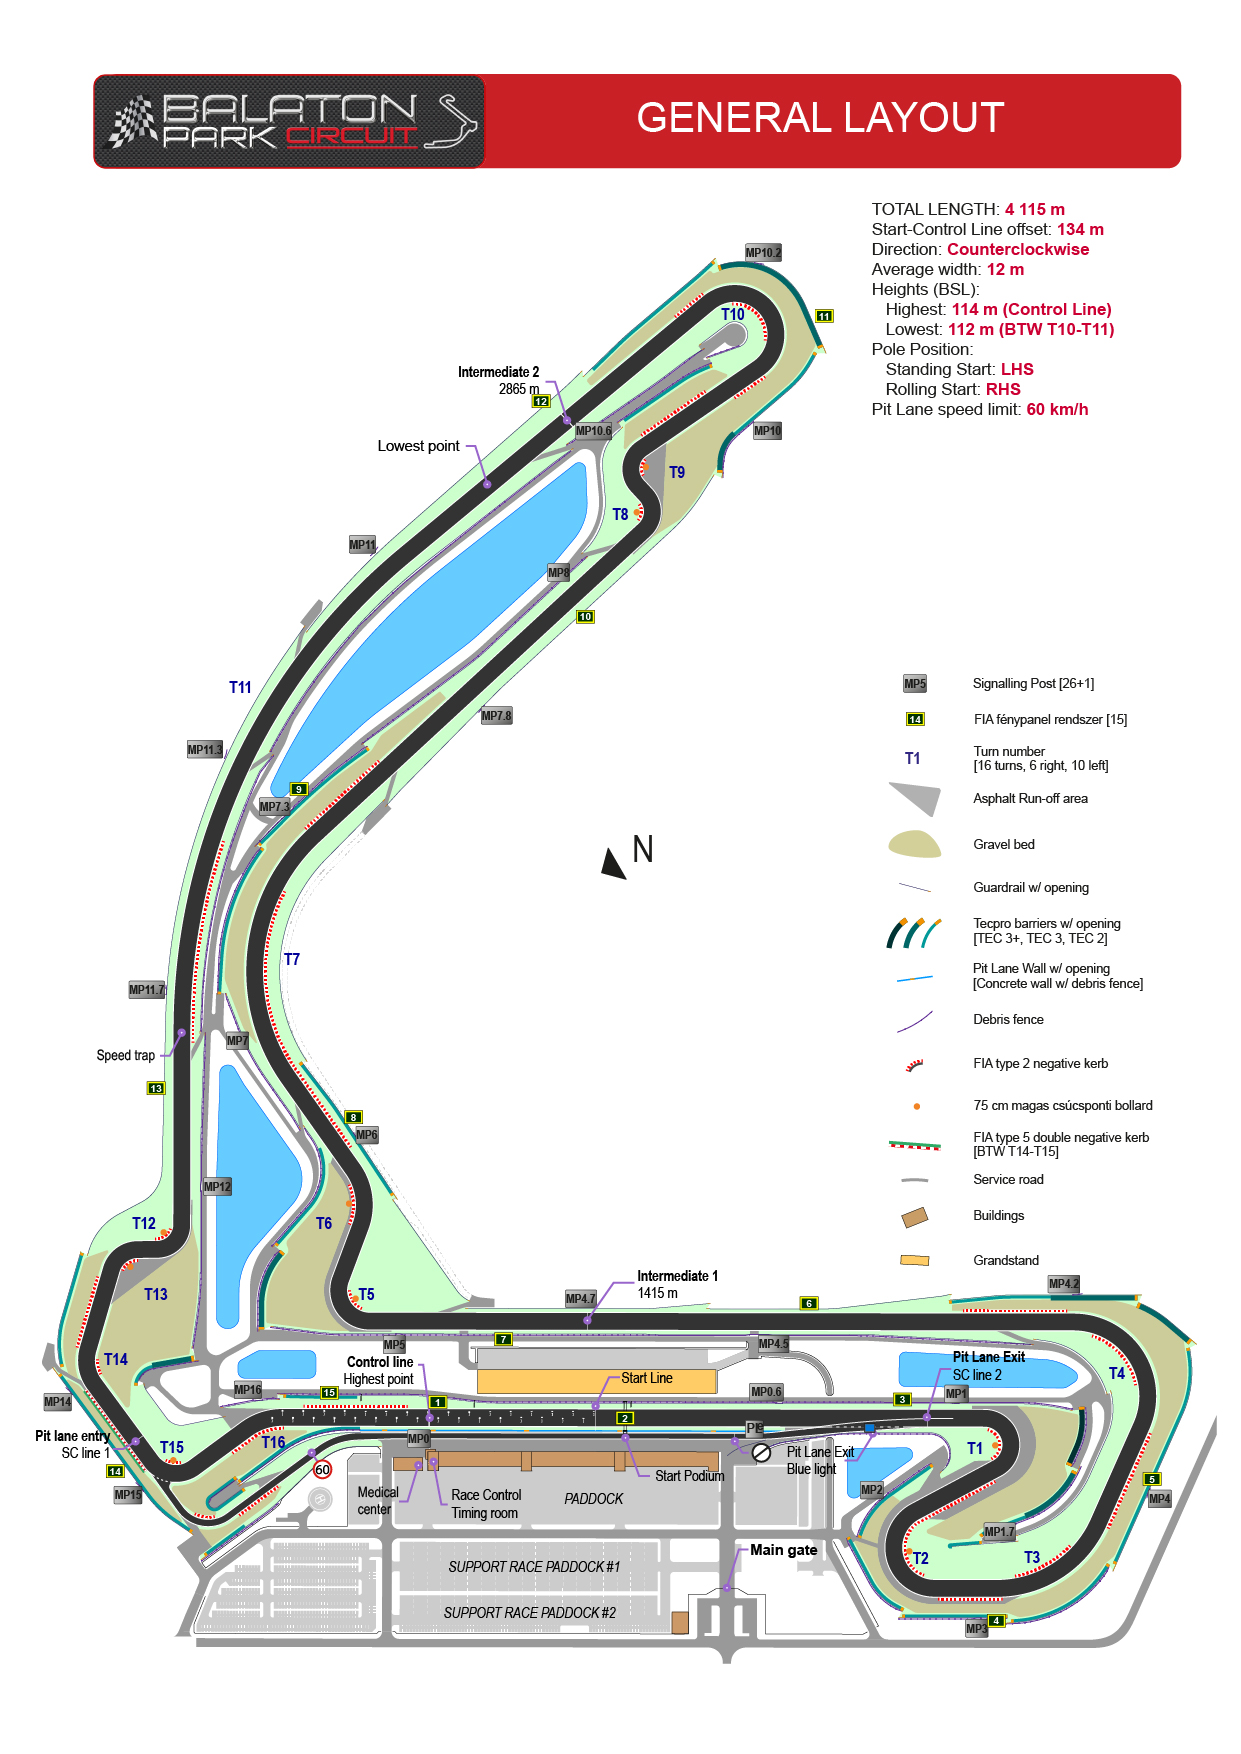 BALATON
PARK CIRCUIT
GENERAL LAYOUT
TOTAL LENGTH: 4 115 m
Start-Control Line offset: 134 m
Direction: Counterclockwise
Average width: 12 m
Heights (BSL):
Highest: 114 m (Control Line)
Lowest: 112 m (BTW T10-T11)
Pole Position:
Standing Start: LHS
Rolling Start: RHS
Pit Lane speed limit: 60 km/h
MP10.2
T10
11
Intermediate 2
2865 m
12
MP10.6
MP10
Lowest point
T9
T8
MP11
MP8
10
T11
MP7.8
MP11.3
9
MP7.3
N
T7
MP11.7
MP7
Speed trap
13
8
MP6
MP12
T12
T6
T13
T5
T14
MP5
Signalling Post [26+1]
14
FIA fénypanel rendszer [15]
T1
Turn number
[16 turns, 6 right, 10 left]
Asphalt Run-off area
Gravel bed
Guardrail w/ opening
Tecpro barriers w/ opening
[TEC 3+, TEC 3, TEC 2]
Pit Lane Wall w/ opening
[Concrete wall w/ debris fence]
Debris fence
FIA type 2 negative kerb
75 cm magas csúcsponti bollard
FIA type 5 double negative kerb
[BTW T14-T15]
Service road
Buildings
Grandstand
Intermediate 1
1415 m
MP4.7
6
MP4.2
MP5
7
MP4.5
Control line
Highest point
Pit Lane Exit
SC line 2
T4
MP16
15
1
Start Line
MP0.6
3
MP1
MP14
2
Pit lane entry
SC line 1
T15
T16
MP0
PIE
Pit Lane Exit
Blue light
T1
14
60
MP15
Medical
center
Race Control
Timing room
Start Podium
PADDOCK
MP2
5
MP4
MP1.7
H
Main gate
T2
T3
SUPPORT RACE PADDOCK #1
SUPPORT RACE PADDOCK #2
4
MP3